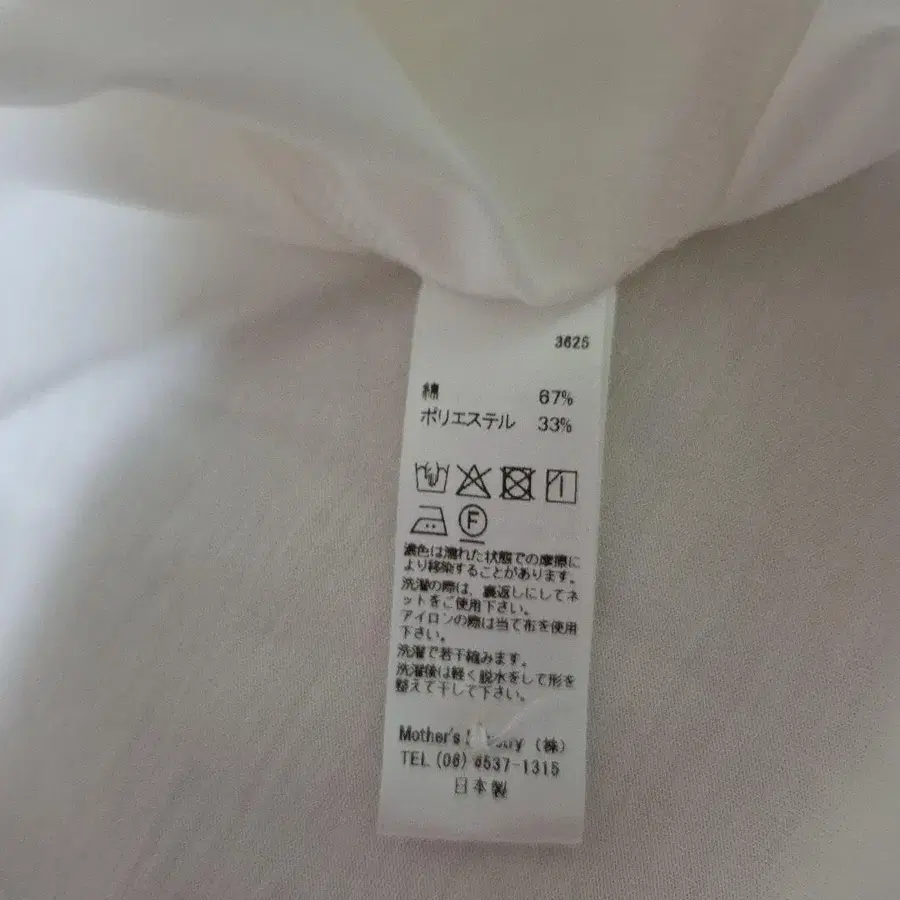 3625
綿 67%
ポリエステル 33%
F
濃色は濡れた状態での摩擦に
より移染することがあります。
洗濯の際は、裏返しにしてネ
ットをご使用下さい。
アイロンの際は当て布を使用
下さい。
洗濯で若干縮みます。
洗濯後は軽く脱水をして形を
整えて干して下さい。
Mother's (株)
TEL (06) 6537-1315
日本製